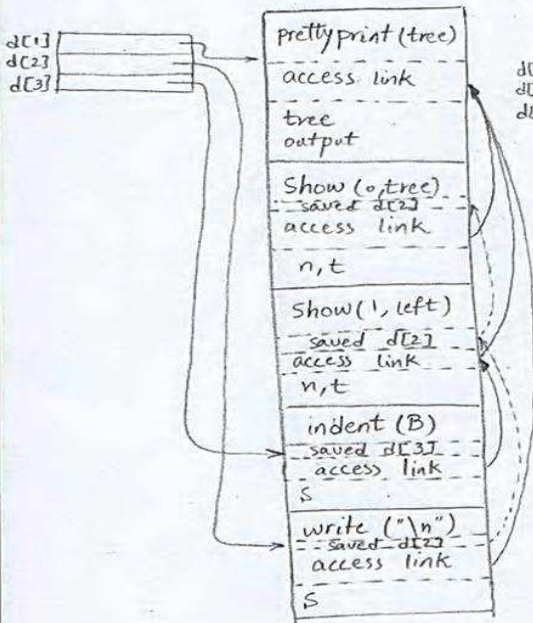 d[1]
d[2]
d[3]
prettyprint (tree)
access link
tree
output
Show (0, tree)
saved d[2]
access link
n, t
Show (1, left)
saved d[2]
access link
n, t
indent (B)
saved d[3]
access link
S
write ("\n")
saved d[2]
access link
S